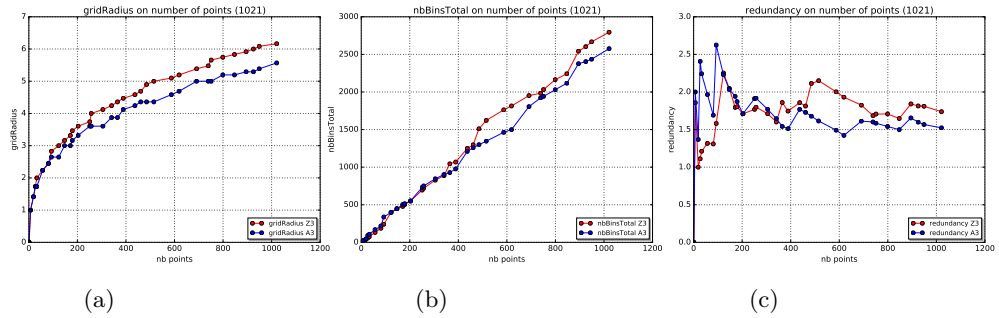 gridRadius on number of points (1021)
7
6
5
4
3
2
1
0
gridRadius
0 200 400 600 800 1000 1200
nb points
gridRadius Z3
gridRadius A3
(a)
nbBinsTotal on number of points (1021)
3000
2500
2000
1500
1000
500
0
nbBinsTotal
0 200 400 600 800 1000 1200
nb points
nbBinsTotal Z3
nbBinsTotal A3
(b)
redundancy on number of points (1021)
3.0
2.5
2.0
1.5
1.0
0.5
0.0
redundancy
0 200 400 600 800 1000 1200
nb points
redundancy Z3
redundancy A3
(c)